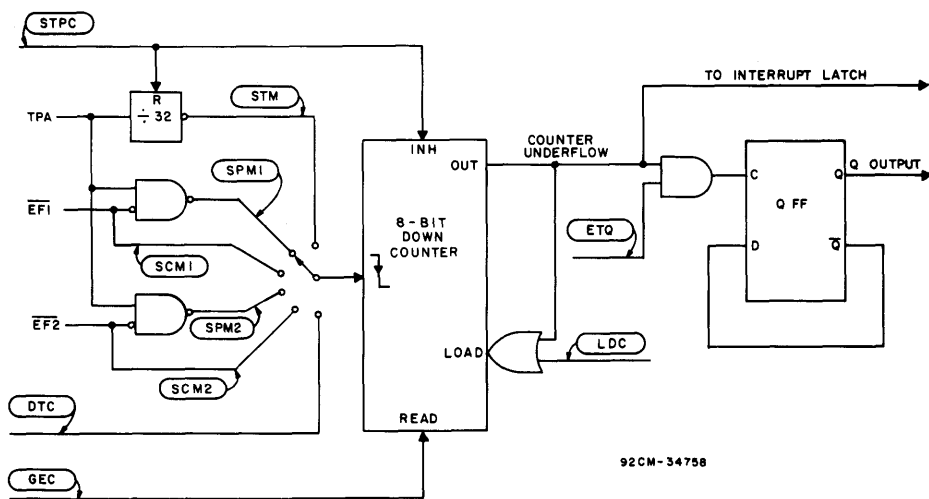 STPC
TO INTERRUPT LATCH
R
÷ 32
STM
TPA
INH
OUT
COUNTER
UNDERFLOW
C
Q
Q OUTPUT
SPM1
Q FF
EF1
8-BIT
DOWN
COUNTER
ETQ
D
Q
SCM1
EF2
SPM2
LOAD
LDC
SCM2
DTC
READ
GEC
92CM-34758